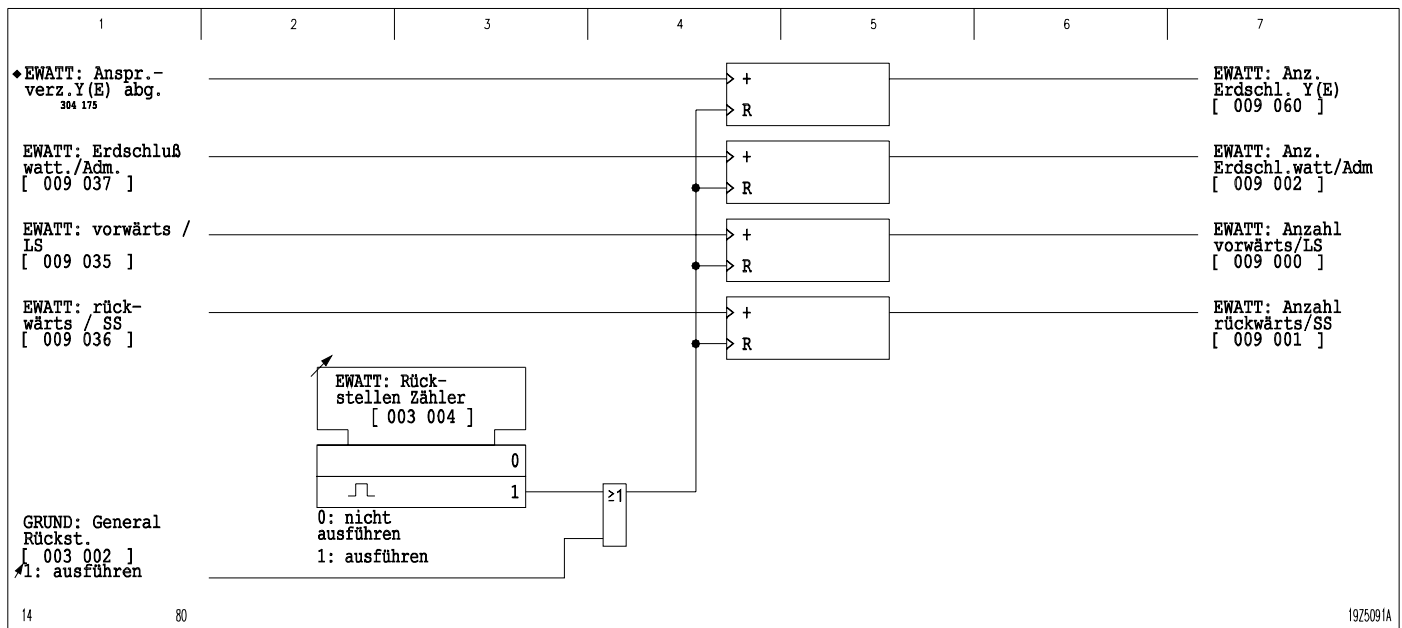 1 2 3 4 5 6 7
◆EWATT: Anspr.-
verz.Y(E) abg.
304 175
+
R
EWATT: Anz.
Erdschl. Y(E)
[ 009 060 ]
EWATT: Erdschluß
watt./Adm.
[ 009 037 ]
+
R
EWATT: Anz.
Erdschl.watt/Adm
[ 009 002 ]
EWATT: vorwärts /
LS
[ 009 035 ]
+
R
EWATT: Anzahl
vorwärts/LS
[ 009 000 ]
EWATT: rück-
wärts / SS
[ 009 036 ]
+
R
EWATT: Anzahl
rückwärts/SS
[ 009 001 ]
EWATT: Rück-
stellen Zähler
[ 003 004 ]
0
1
≥1
0: nicht
ausführen
1: ausführen
GRUND: General
Rückst.
[ 003 002 ]
1: ausführen
14 80 19Z5091A